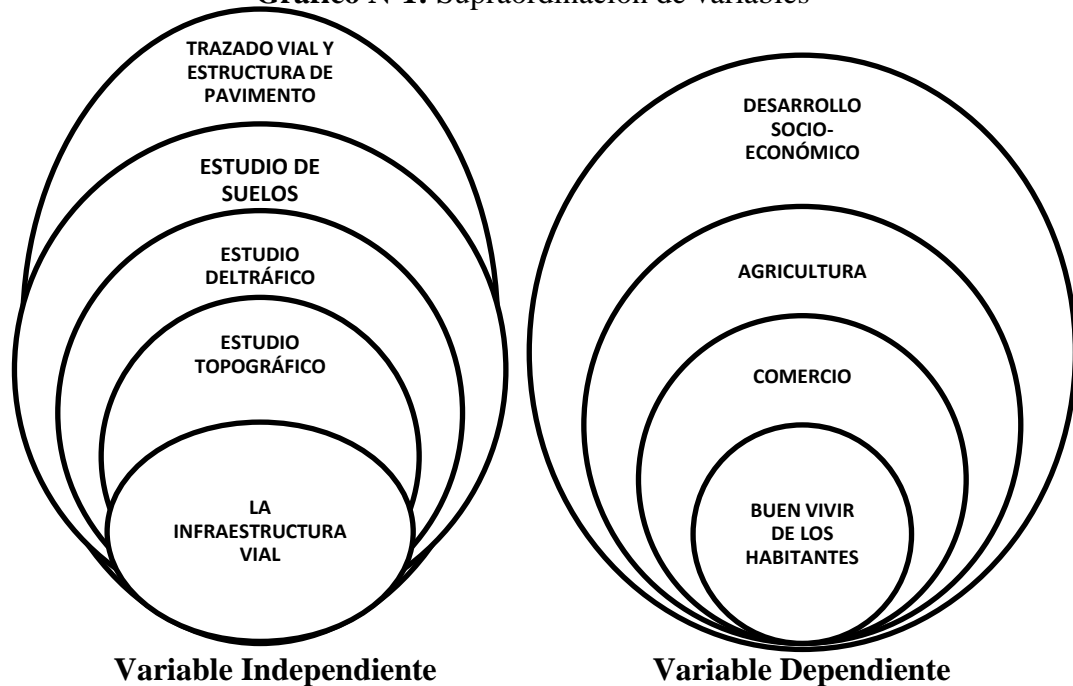 Gráfico Nº1: Supraordinación de variables
TRAZADO VIAL Y
ESTRUCTURA DE
PAVIMENTO
ESTUDIO DE
SUELOS
ESTUDIO
DELTRÁFICO
ESTUDIO
TOPOGRÁFICO
LA
INFRAESTRUCTURA
VIAL
Variable Independiente
DESARROLLO
SOCIO-
ECONÓMICO
AGRICULTURA
COMERCIO
BUEN VIVIR
DE LOS
HABITANTES
Variable Dependiente